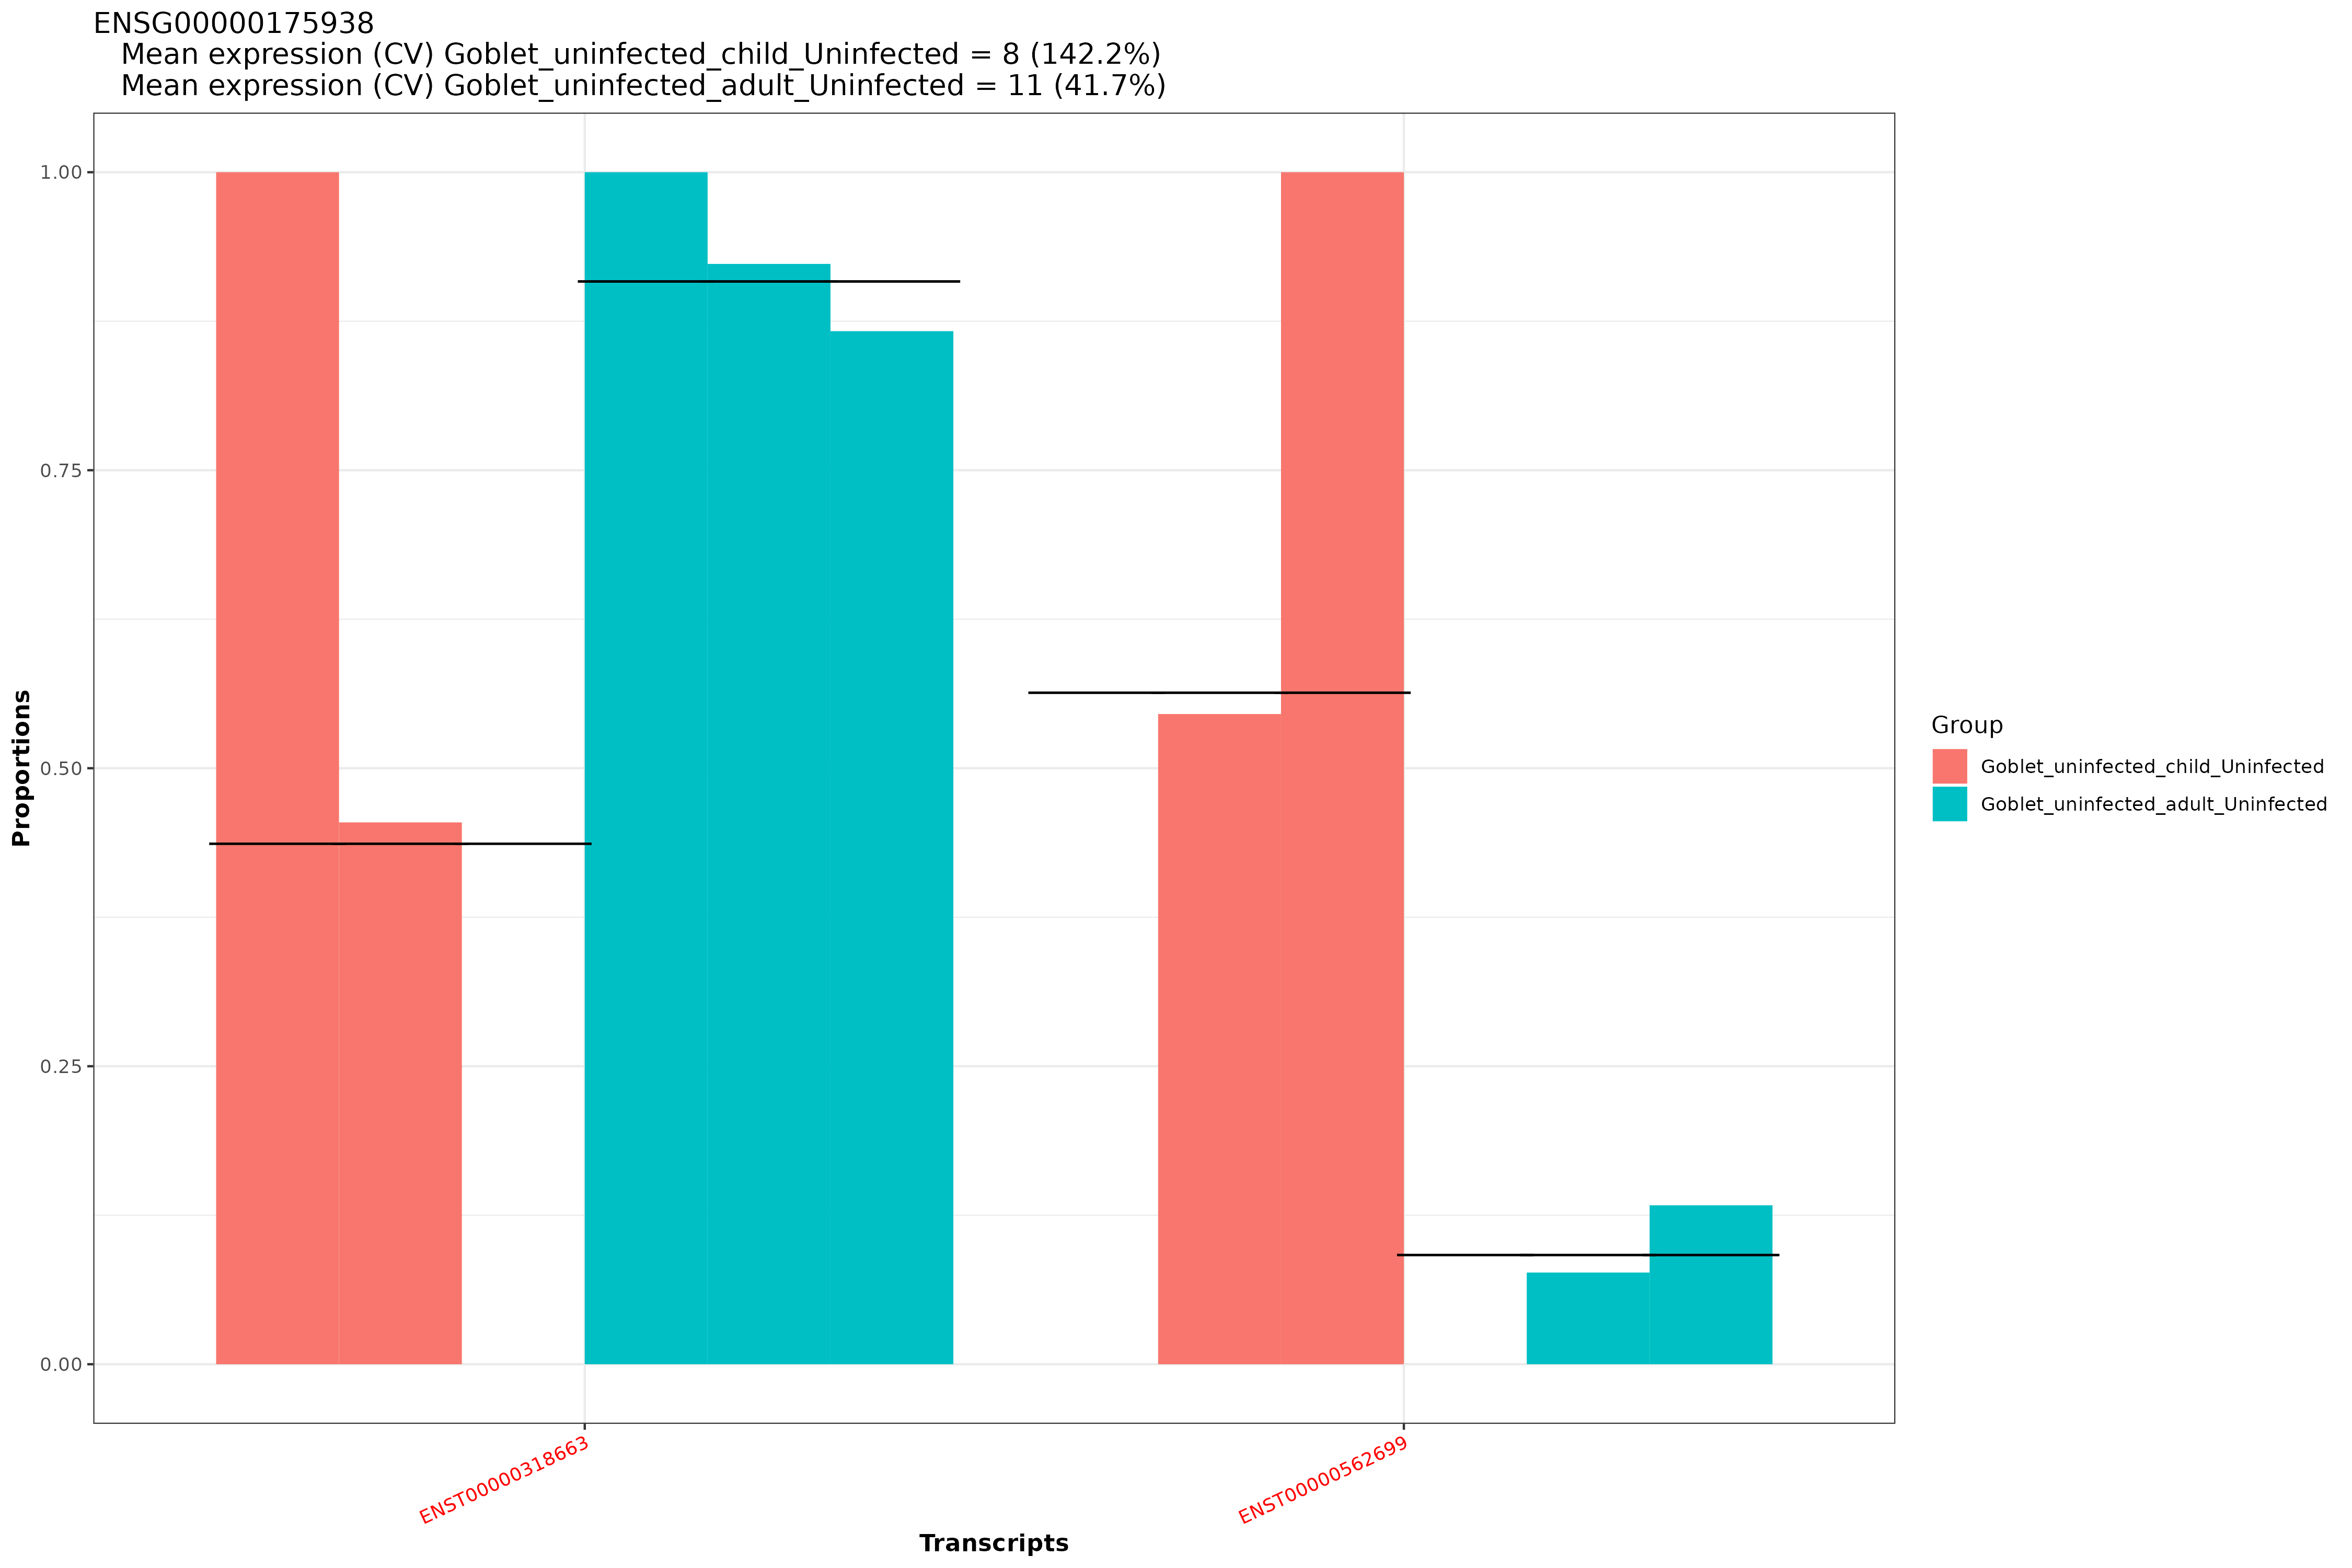 ENSG00000175938
Mean expression (CV) Goblet_uninfected_child_Uninfected = 8 (142.2%)
Mean expression (CV) Goblet_uninfected_adult_Uninfected = 11 (41.7%)
Proportions
1.00
0.75
0.50
0.25
0.00
ENST00000318663
ENST00000562699
Transcripts
Group
Goblet_uninfected_child_Uninfected
Goblet_uninfected_adult_Uninfected